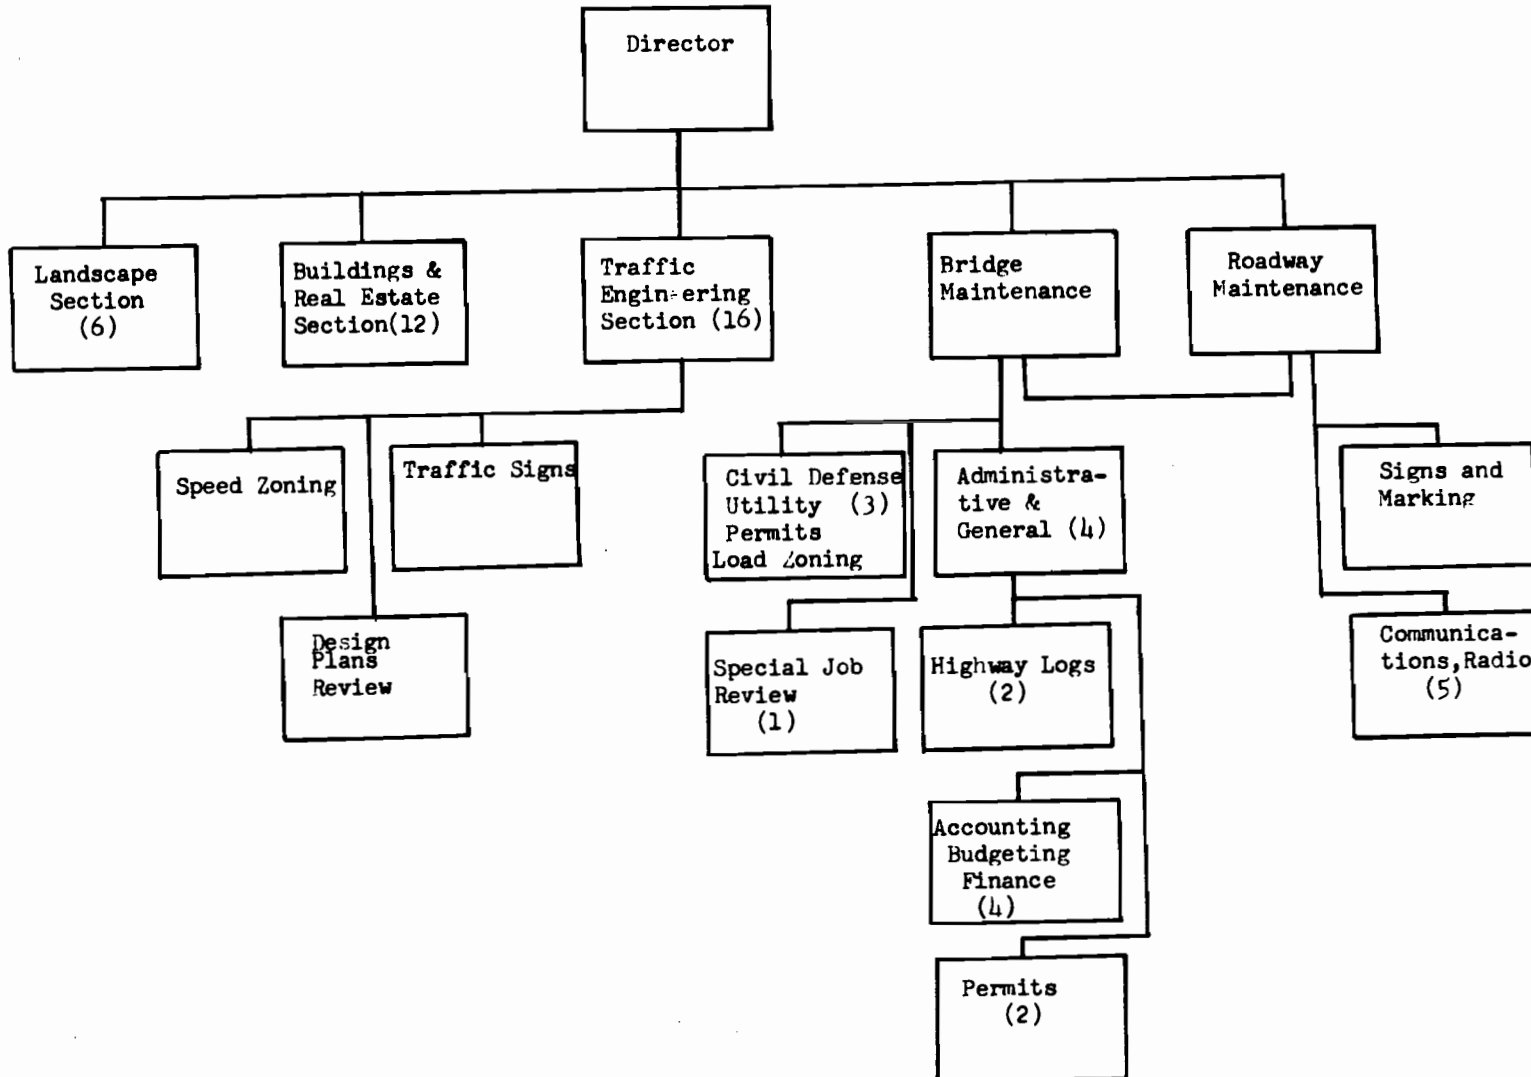 Director
Landscape
Section
(6)
Buildings &
Real Estate
Section(12)
Traffic
Engineering
Section (16)
Bridge
Maintenance
Roadway
Maintenance
Speed Zoning
Traffic Signs
Design
Plans
Review
Civil Defense
Utility (3)
Permits
Load Zoning
Administra-
tive &
General (4)
Signs and
Marking
Special Job
Review
(1)
Highway Logs
(2)
Communica-
tions,Radio
(5)
Accounting
Budgeting
Finance
(4)
Permits
(2)